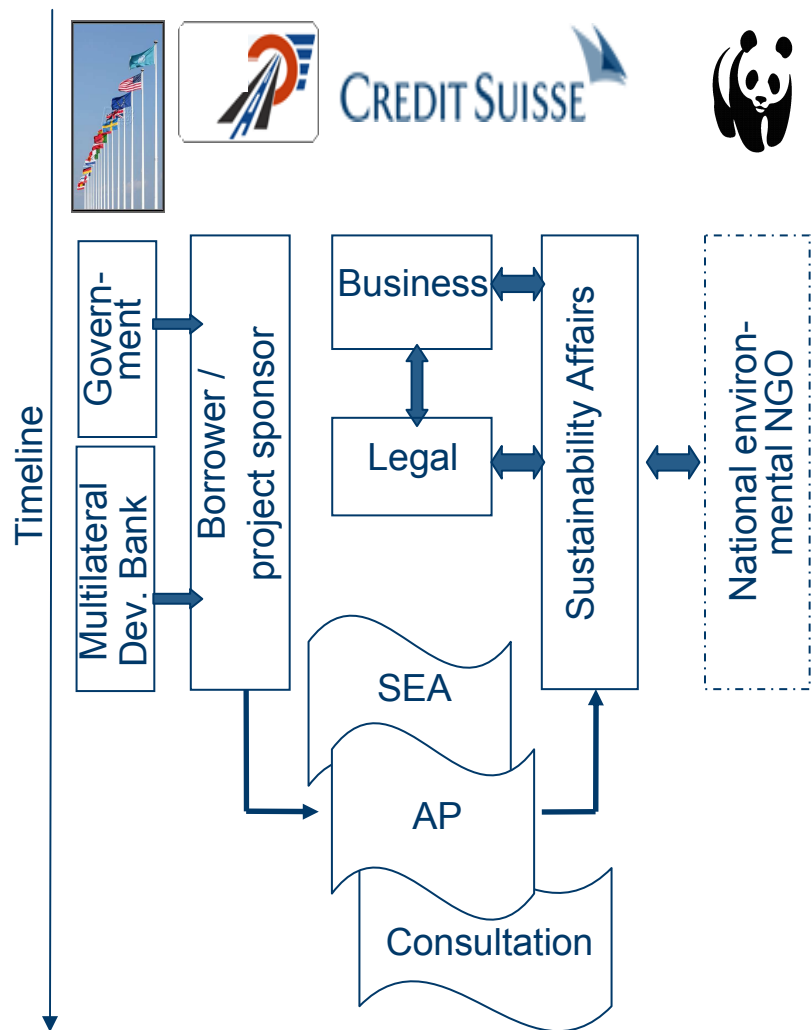 CREDIT SUISSE
Timeline
Govern-
ment
Multilateral
Dev. Bank
Borrower /
project sponsor
Business
Legal
Sustainability Affairs
National environ-
mental NGO
SEA
AP
Consultation